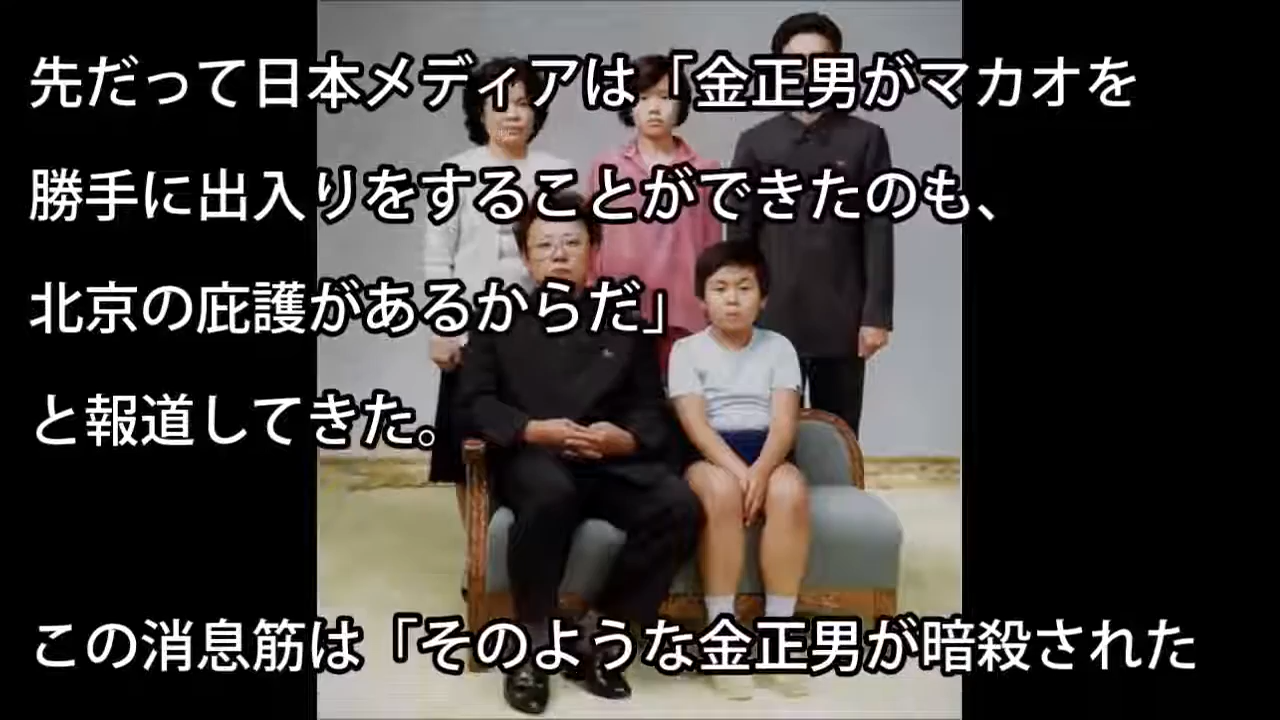 先だって日本メディアは「金正男がマカオを
勝手に出入りをすることができたのも、
北京の庇護があるからだ」
と報道してきた。
この消息筋は「そのような金正男が暗殺された